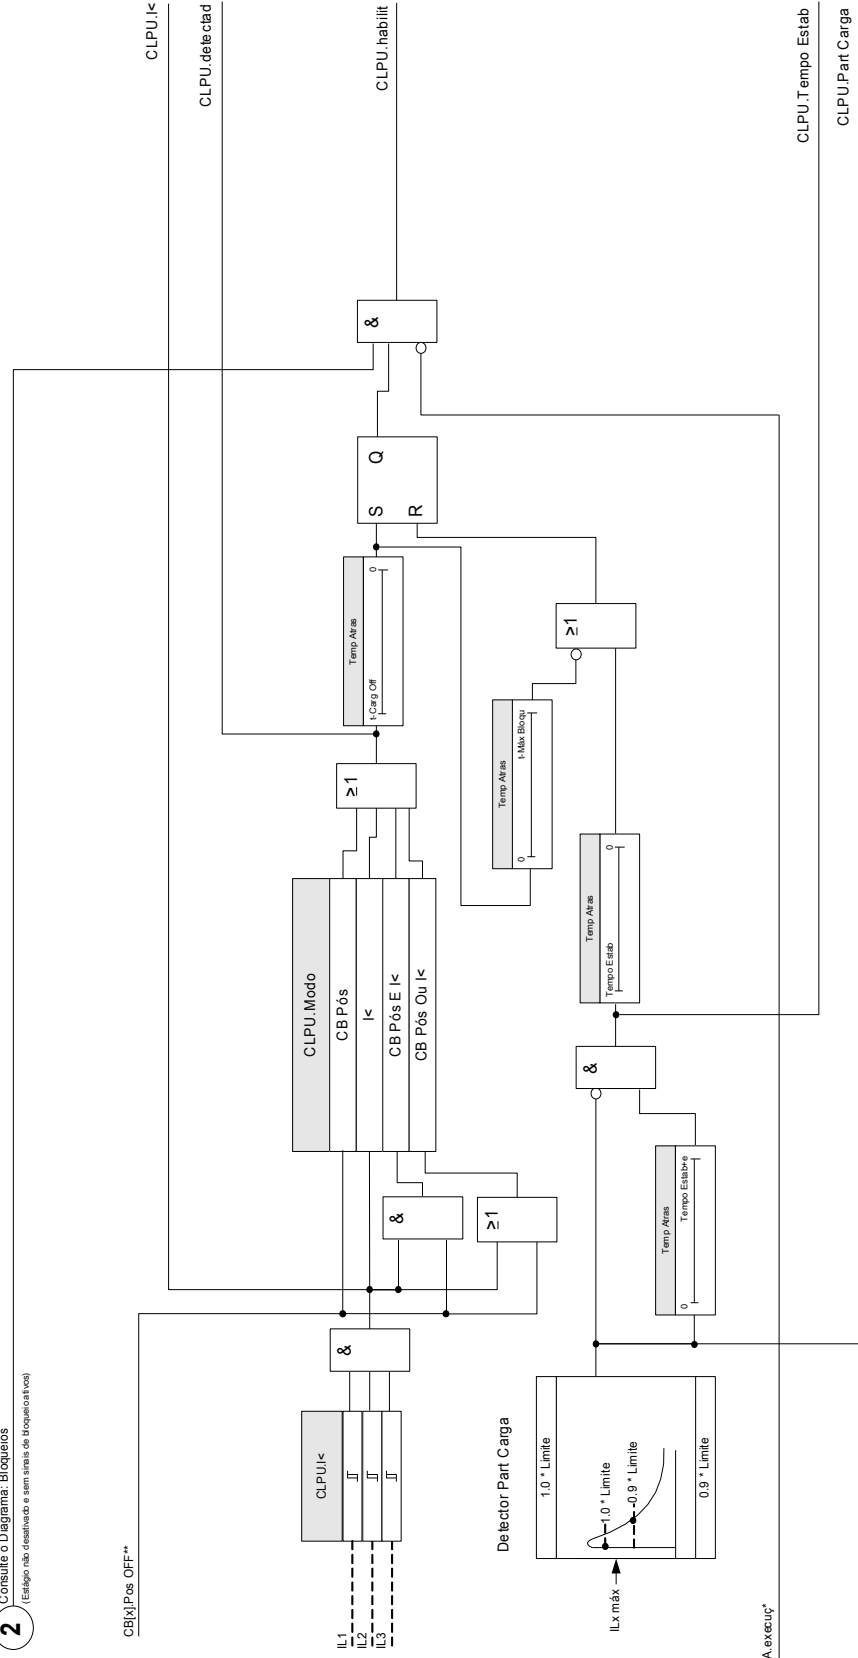 2
Consulte o Diagrama: Bloqueios
(Estágio não desativado e sem sinais de bloqueio ativos)
CLPU.I<
CLPU.detectad
CLPU.habilit
CB[x].Pos OFF**
IL1
IL2
IL3
CLPU.I<
&
&
≥1
CLPU.Modo
CB Pós
I<
CB Pós E I<
CB Pós Ou I<
≥1
Temp Atras
t-Carg Off
0
S
R
Q
&
Temp Atras
0
t-Máx Bloqu
≥1
Detector Part Carga
ILx máx
1.0 * Limite
1.0 * Limite
0.9 * Limite
0.9 * Limite
Temp Atras
0
Tempo Estab+e
&
Temp Atras
Tempo Estab
0
CLPU.Tempo Estab
CLPU.Part Carga
A.execuç*